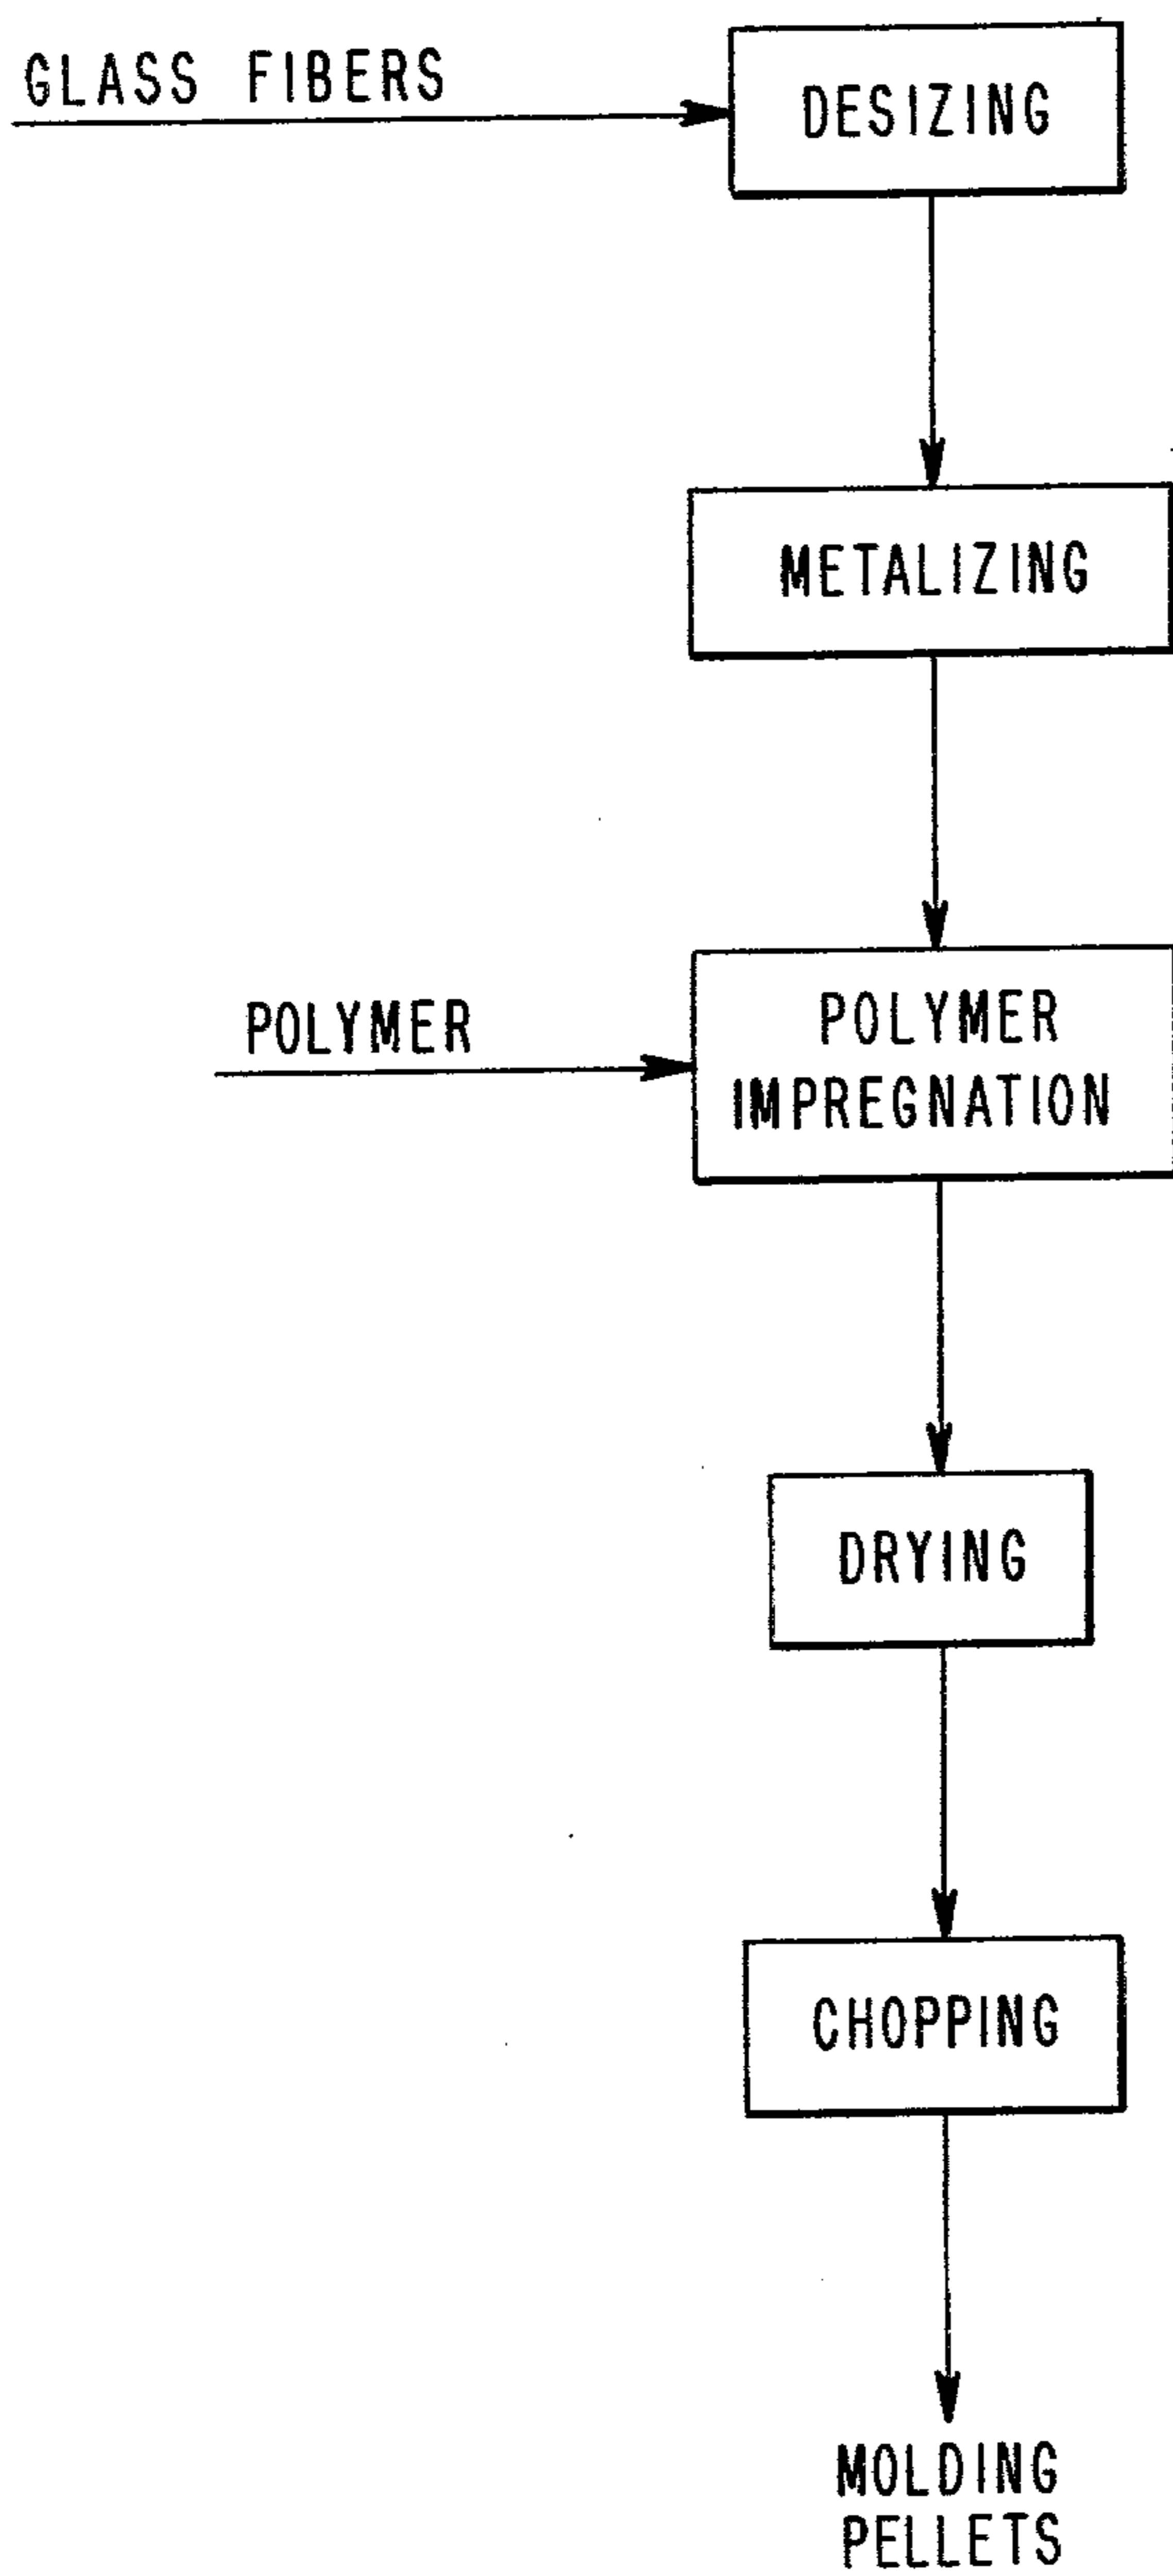 GLASS FIBERS
DESIZING
METALIZING
POLYMER
POLYMER
IMPREGNATION
DRYING
CHOPPING
MOLDING
PELLETS